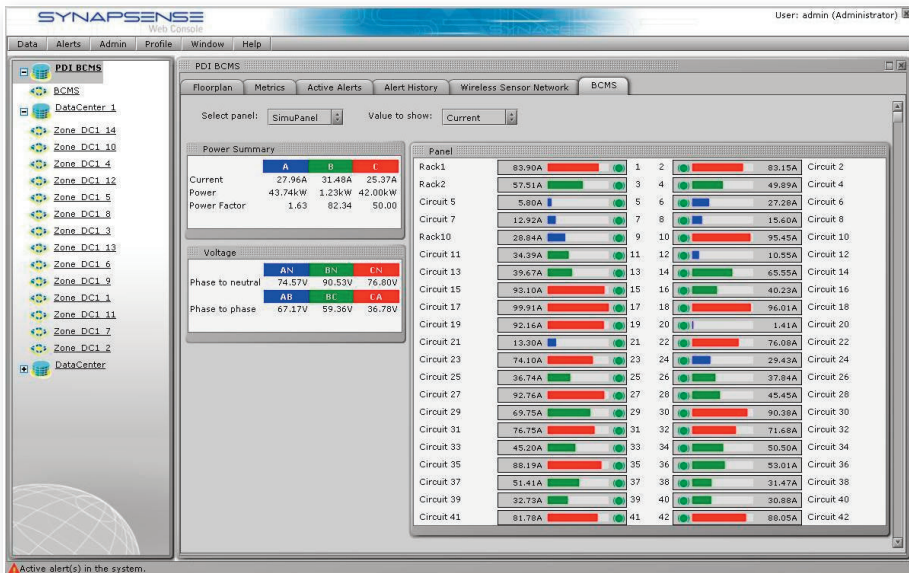 SYNAPSENSE
Web Console
User: admin (Administrator)
Data Alerts Admin Profile Window Help
PDI BCMS
BCMS
DataCenter 1
Zone DC1 14
Zone DC1 10
Zone DC1 4
Zone DC1 12
Zone DC1 5
Zone DC1 8
Zone DC1 3
Zone DC1 13
Zone DC1 6
Zone DC1 9
Zone DC1 1
Zone DC1 11
Zone DC1 7
Zone DC1 2
DataCenter
PDI BCMS
Floorplan Metrics Active Alerts Alert History Wireless Sensor Network BCMS
Select panel: SimuPanel Value to show: Current
Power Summary
A B C
Current 27.96A 31.48A 25.37A
Power 43.74kW 1.23kW 42.00kW
Power Factor 1.63 82.34 50.00
Voltage
AN BN CN
Phase to neutral 74.57V 90.53V 76.80V
AB BC CA
Phase to phase 67.17V 59.36V 36.78V
Panel
Rack1 83.90A 1 2 83.15A Circuit 2
Rack2 57.51A 3 4 49.89A Circuit 4
Circuit 5 5.80A 5 6 27.28A Circuit 6
Circuit 7 12.92A 7 8 15.60A Circuit 8
Rack10 28.84A 9 10 95.45A Circuit 10
Circuit 11 34.39A 11 12 10.55A Circuit 12
Circuit 13 39.67A 13 14 65.55A Circuit 14
Circuit 15 93.10A 15 16 40.23A Circuit 16
Circuit 17 99.91A 17 18 96.01A Circuit 18
Circuit 19 92.16A 19 20 1.41A Circuit 20
Circuit 21 13.30A 21 22 76.08A Circuit 22
Circuit 23 74.10A 23 24 29.43A Circuit 24
Circuit 25 36.74A 25 26 37.84A Circuit 26
Circuit 27 92.76A 27 28 45.45A Circuit 28
Circuit 29 69.75A 29 30 90.38A Circuit 30
Circuit 31 76.75A 31 32 71.68A Circuit 32
Circuit 33 45.20A 33 34 50.50A Circuit 34
Circuit 35 88.19A 35 36 53.01A Circuit 36
Circuit 37 51.41A 37 38 31.47A Circuit 38
Circuit 39 32.73A 39 40 30.88A Circuit 40
Circuit 41 81.78A 41 42 88.05A Circuit 42
Active alert(s) in the system.